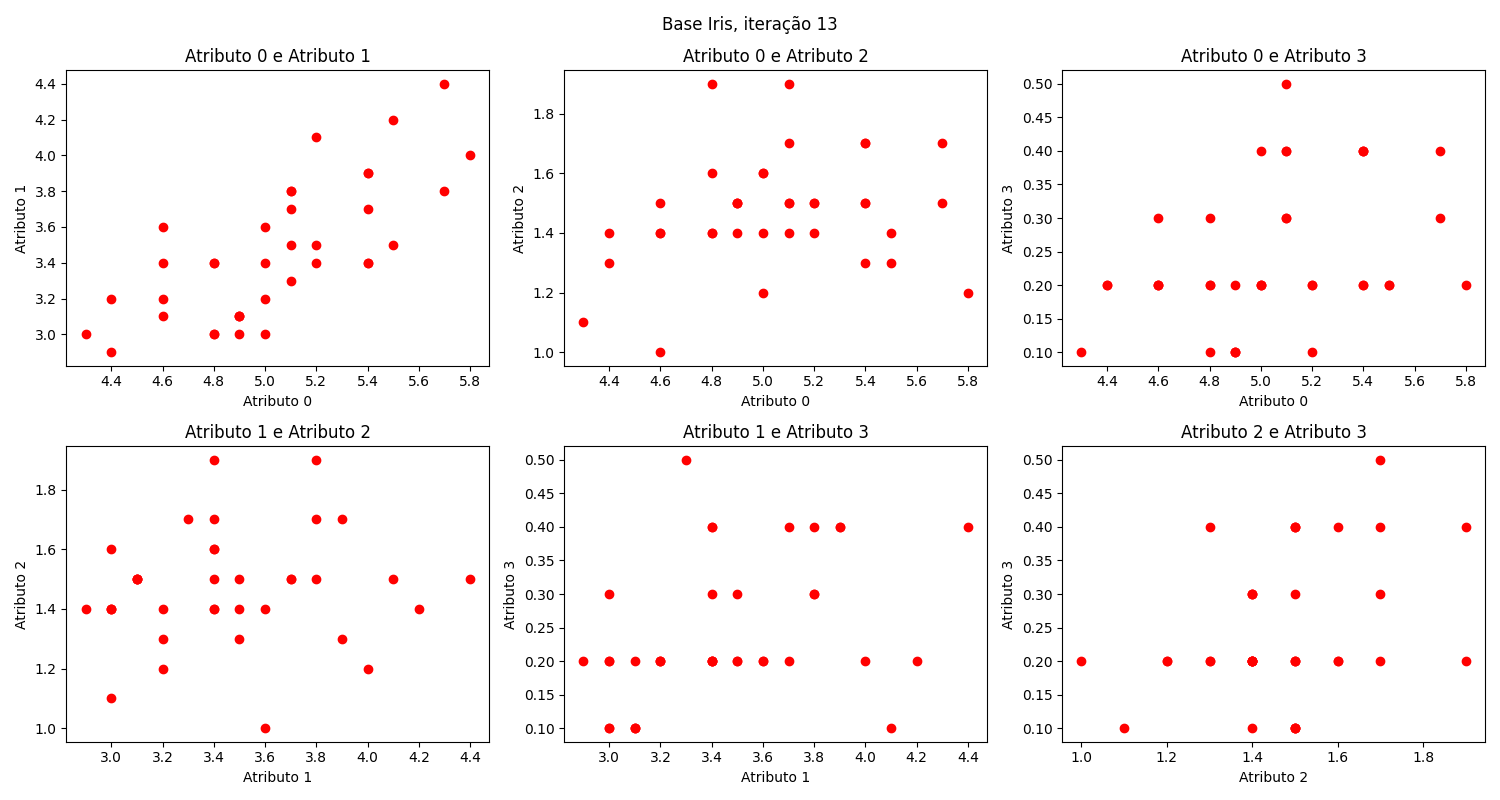 Base Iris, iteração 13
Atributo 0 e Atributo 1
4.4
4.2
4.0
3.8
3.6
3.4
3.2
3.0
Atributo 1
4.4 4.6 4.8 5.0 5.2 5.4 5.6 5.8
Atributo 0
Atributo 0 e Atributo 2
1.8
1.6
1.4
1.2
1.0
Atributo 2
4.4 4.6 4.8 5.0 5.2 5.4 5.6 5.8
Atributo 0
Atributo 0 e Atributo 3
0.50
0.45
0.40
0.35
0.30
0.25
0.20
0.15
0.10
Atributo 3
4.4 4.6 4.8 5.0 5.2 5.4 5.6 5.8
Atributo 0
Atributo 1 e Atributo 2
1.8
1.6
1.4
1.2
1.0
Atributo 2
3.0 3.2 3.4 3.6 3.8 4.0 4.2 4.4
Atributo 1
Atributo 1 e Atributo 3
0.50
0.45
0.40
0.35
0.30
0.25
0.20
0.15
0.10
Atributo 3
3.0 3.2 3.4 3.6 3.8 4.0 4.2 4.4
Atributo 1
Atributo 2 e Atributo 3
0.50
0.45
0.40
0.35
0.30
0.25
0.20
0.15
0.10
Atributo 3
1.0 1.2 1.4 1.6 1.8
Atributo 2